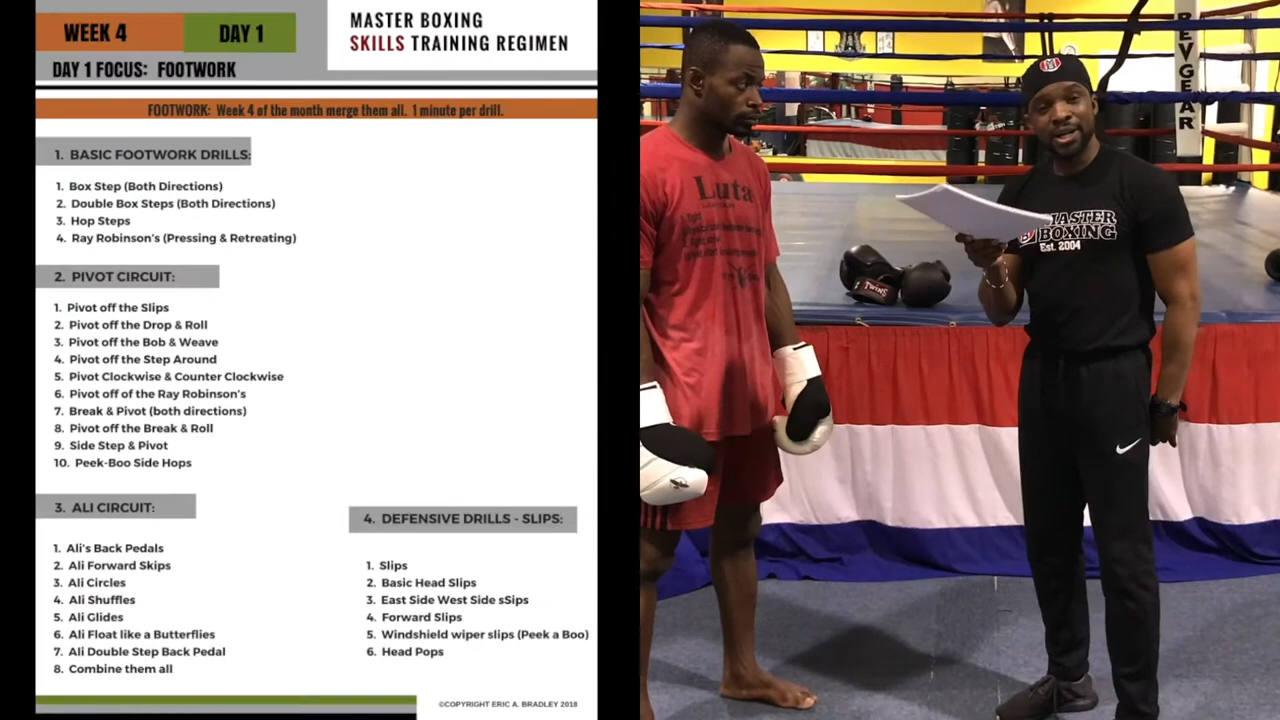 WEEK 4
DAY 1
MASTER BOXING
SKILLS TRAINING REGIMEN
DAY 1 FOCUS: FOOTWORK
FOOTWORK: Week 4 of the month merge them all. 1 minute per drill.
1. BASIC FOOTWORK DRILLS:
1. Box Step (Both Directions)
2. Double Box Steps (Both Directions)
3. Hop Steps
4. Ray Robinson's (Pressing & Retreating)
2. PIVOT CIRCUIT:
1. Pivot off the Slips
2. Pivot off the Drop & Roll
3. Pivot off the Bob & Weave
4. Pivot off the Step Around
5. Pivot Clockwise & Counter Clockwise
6. Pivot off of the Ray Robinson's
7. Break & Pivot (both directions)
8. Pivot off the Break & Roll
9. Side Step & Pivot
10. Peek-Boo Side Hops
3. ALI CIRCUIT:
1. Ali's Back Pedals
2. Ali Forward Skips
3. Ali Circles
4. Ali Shuffles
5. Ali Glides
6. Ali Float like a Butterflies
7. Ali Double Step Back Pedal
8. Combine them all
4. DEFENSIVE DRILLS - SLIPS:
1. Slips
2. Basic Head Slips
3. East Side West Side sSips
4. Forward Slips
5. Windshield wiper slips (Peek a Boo)
6. Head Pops
©COPYRIGHT ERIC A. BRADLEY 2018
Luta
TWINS
REVGEAR
MASTER
BOXING
Est. 2004